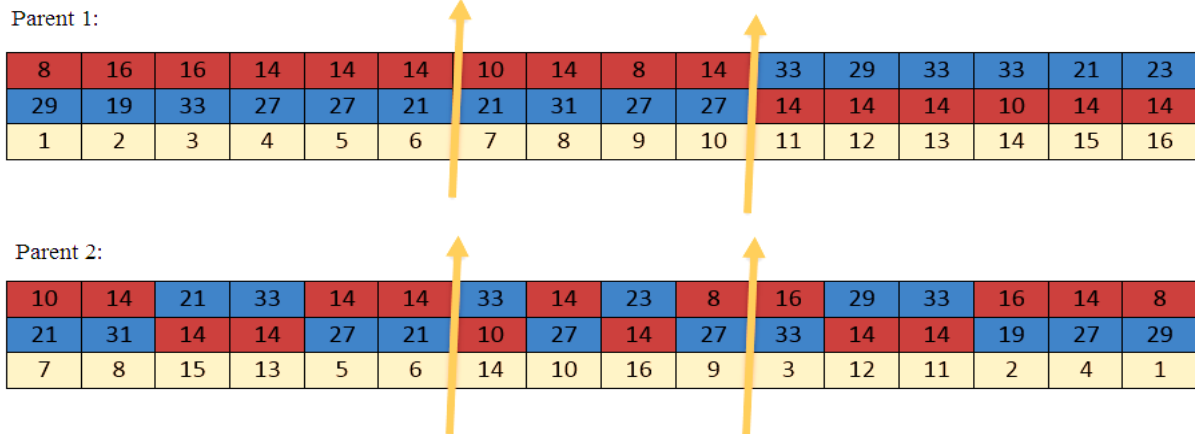 Parent 1:
8 16 16 14 14 14 10 14 8 14 33 29 33 33 21 23
29 19 33 27 27 21 21 31 27 27 14 14 14 10 14 14
1 2 3 4 5 6 7 8 9 10 11 12 13 14 15 16
Parent 2:
10 14 21 33 14 14 33 14 23 8 16 29 33 16 14 8
21 31 14 14 27 21 10 27 14 27 33 14 14 19 27 29
7 8 15 13 5 6 14 10 16 9 3 12 11 2 4 1